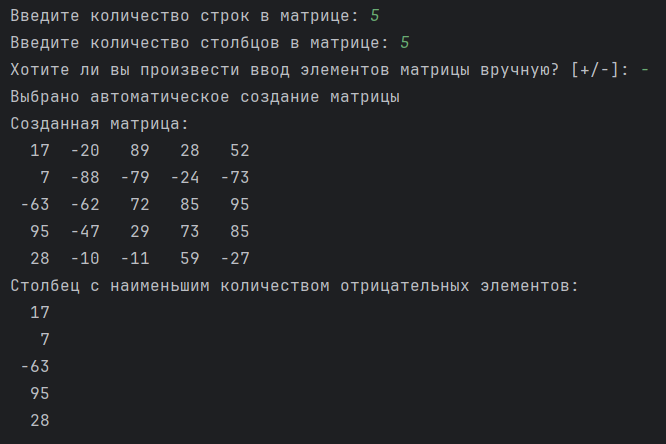 Введите количество строк в матрице: 5
Введите количество столбцов в матрице: 5
Хотите ли вы произвести ввод элементов матрицы вручную? [+/-]: -
Выбрано автоматическое создание матрицы
Созданная матрица:
17 -20 89 28 52
7 -88 -79 -24 -73
-63 -62 72 85 95
95 -47 29 73 85
28 -10 -11 59 -27
Столбец с наименьшим количеством отрицательных элементов:
17
7
-63
95
28